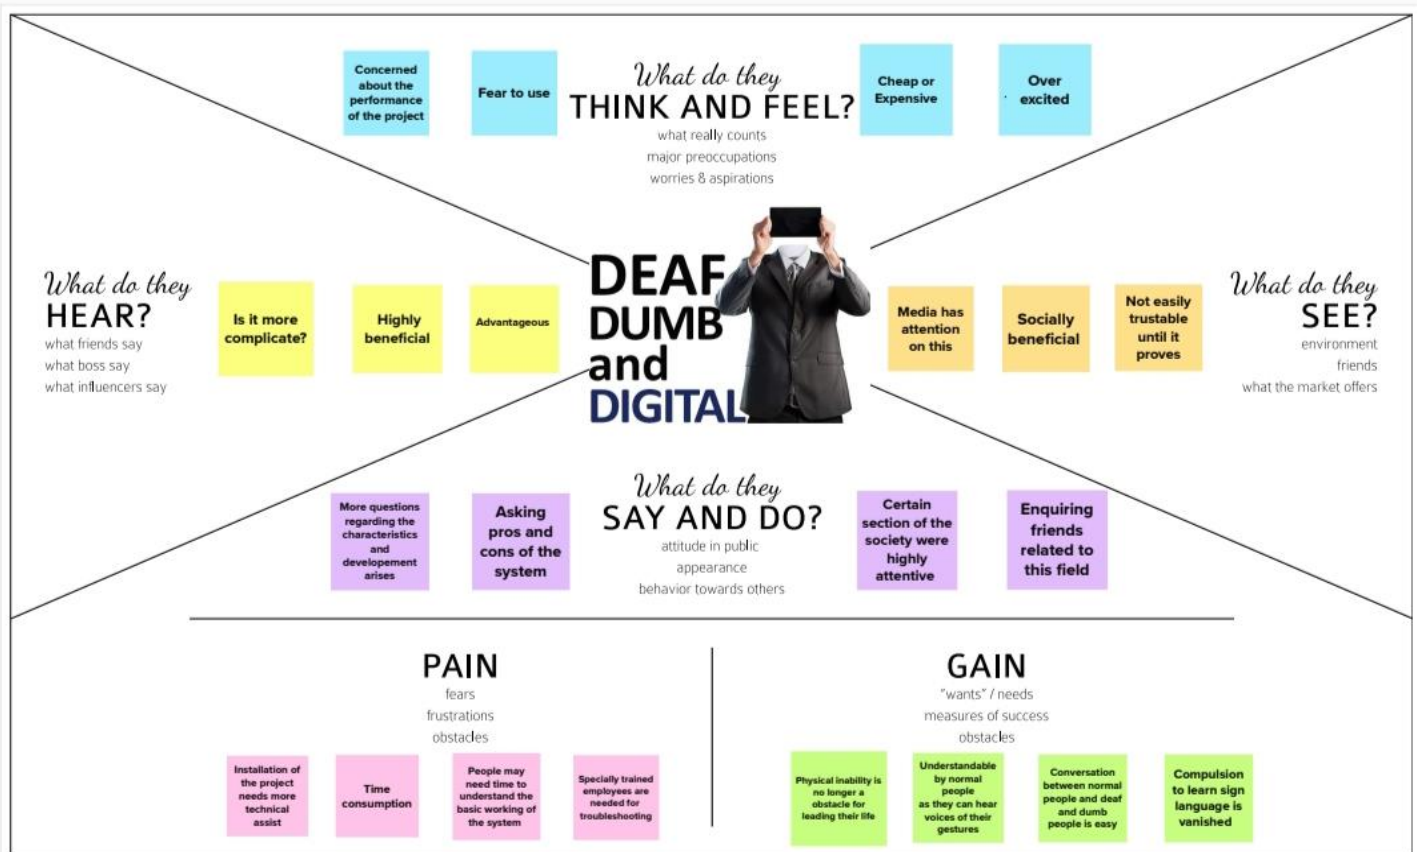 What do they
THINK AND FEEL?
what really counts
major preoccupations
worries & aspirations
Concerned
about the
performance
of the project
Fear to use
Cheap or
Expensive
Over
excited
What do they
HEAR?
what friends say
what boss say
what influencers say
Is it more
complicate?
Highly
beneficial
Advantageous
DEAF
DUMB
and
DIGITAL
Media has
attention
on this
Socially
beneficial
Not easily
trustable
until it
proves
What do they
SEE?
environment
friends
what the market offers
What do they
SAY AND DO?
attitude in public
appearance
behavior towards others
More questions
regarding the
characteristics
and
developement
arises
Asking
pros and
cons of the
system
Certain
section of the
society were
highly
attentive
Enquiring
friends
related to
this field
PAIN
fears
frustrations
obstacles
Installation of
the project
needs more
technical
assist
Time
consumption
People may
need time to
understand the
basic working of
the system
Specially trained
employees are
needed for
troubleshooting
GAIN
"wants" / needs
measures of success
obstacles
Physical inability is
no longer a
obstacle for
leading their life
Understandable
by normal
people
as they can hear
voices of their
gestures
Conversation
between normal
people and deaf
and dumb
people is easy
Compulsion
to learn sign
language is
vanished